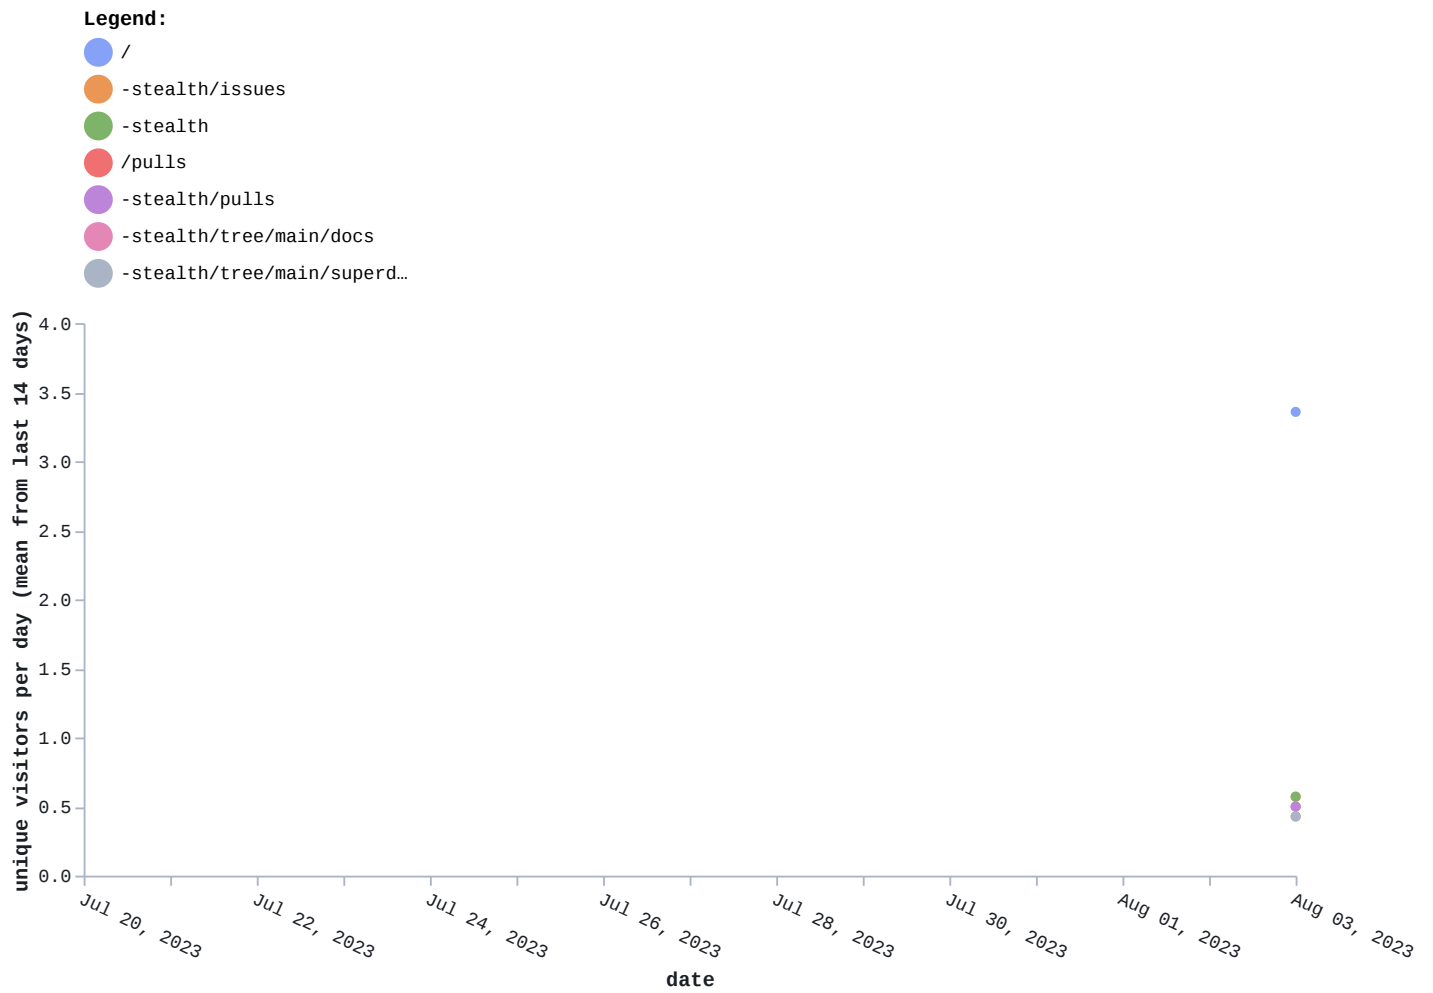 Legend:
/
-stealth/issues
-stealth
/pulls
-stealth/pulls
-stealth/tree/main/docs
-stealth/tree/main/superd…
unique visitors per day (mean from last 14 days)
4.0
3.5
3.0
2.5
2.0
1.5
1.0
0.5
0.0
Jul 20, 2023
Jul 22, 2023
Jul 24, 2023
Jul 26, 2023
Jul 28, 2023
Jul 30, 2023
Aug 01, 2023
Aug 03, 2023
date